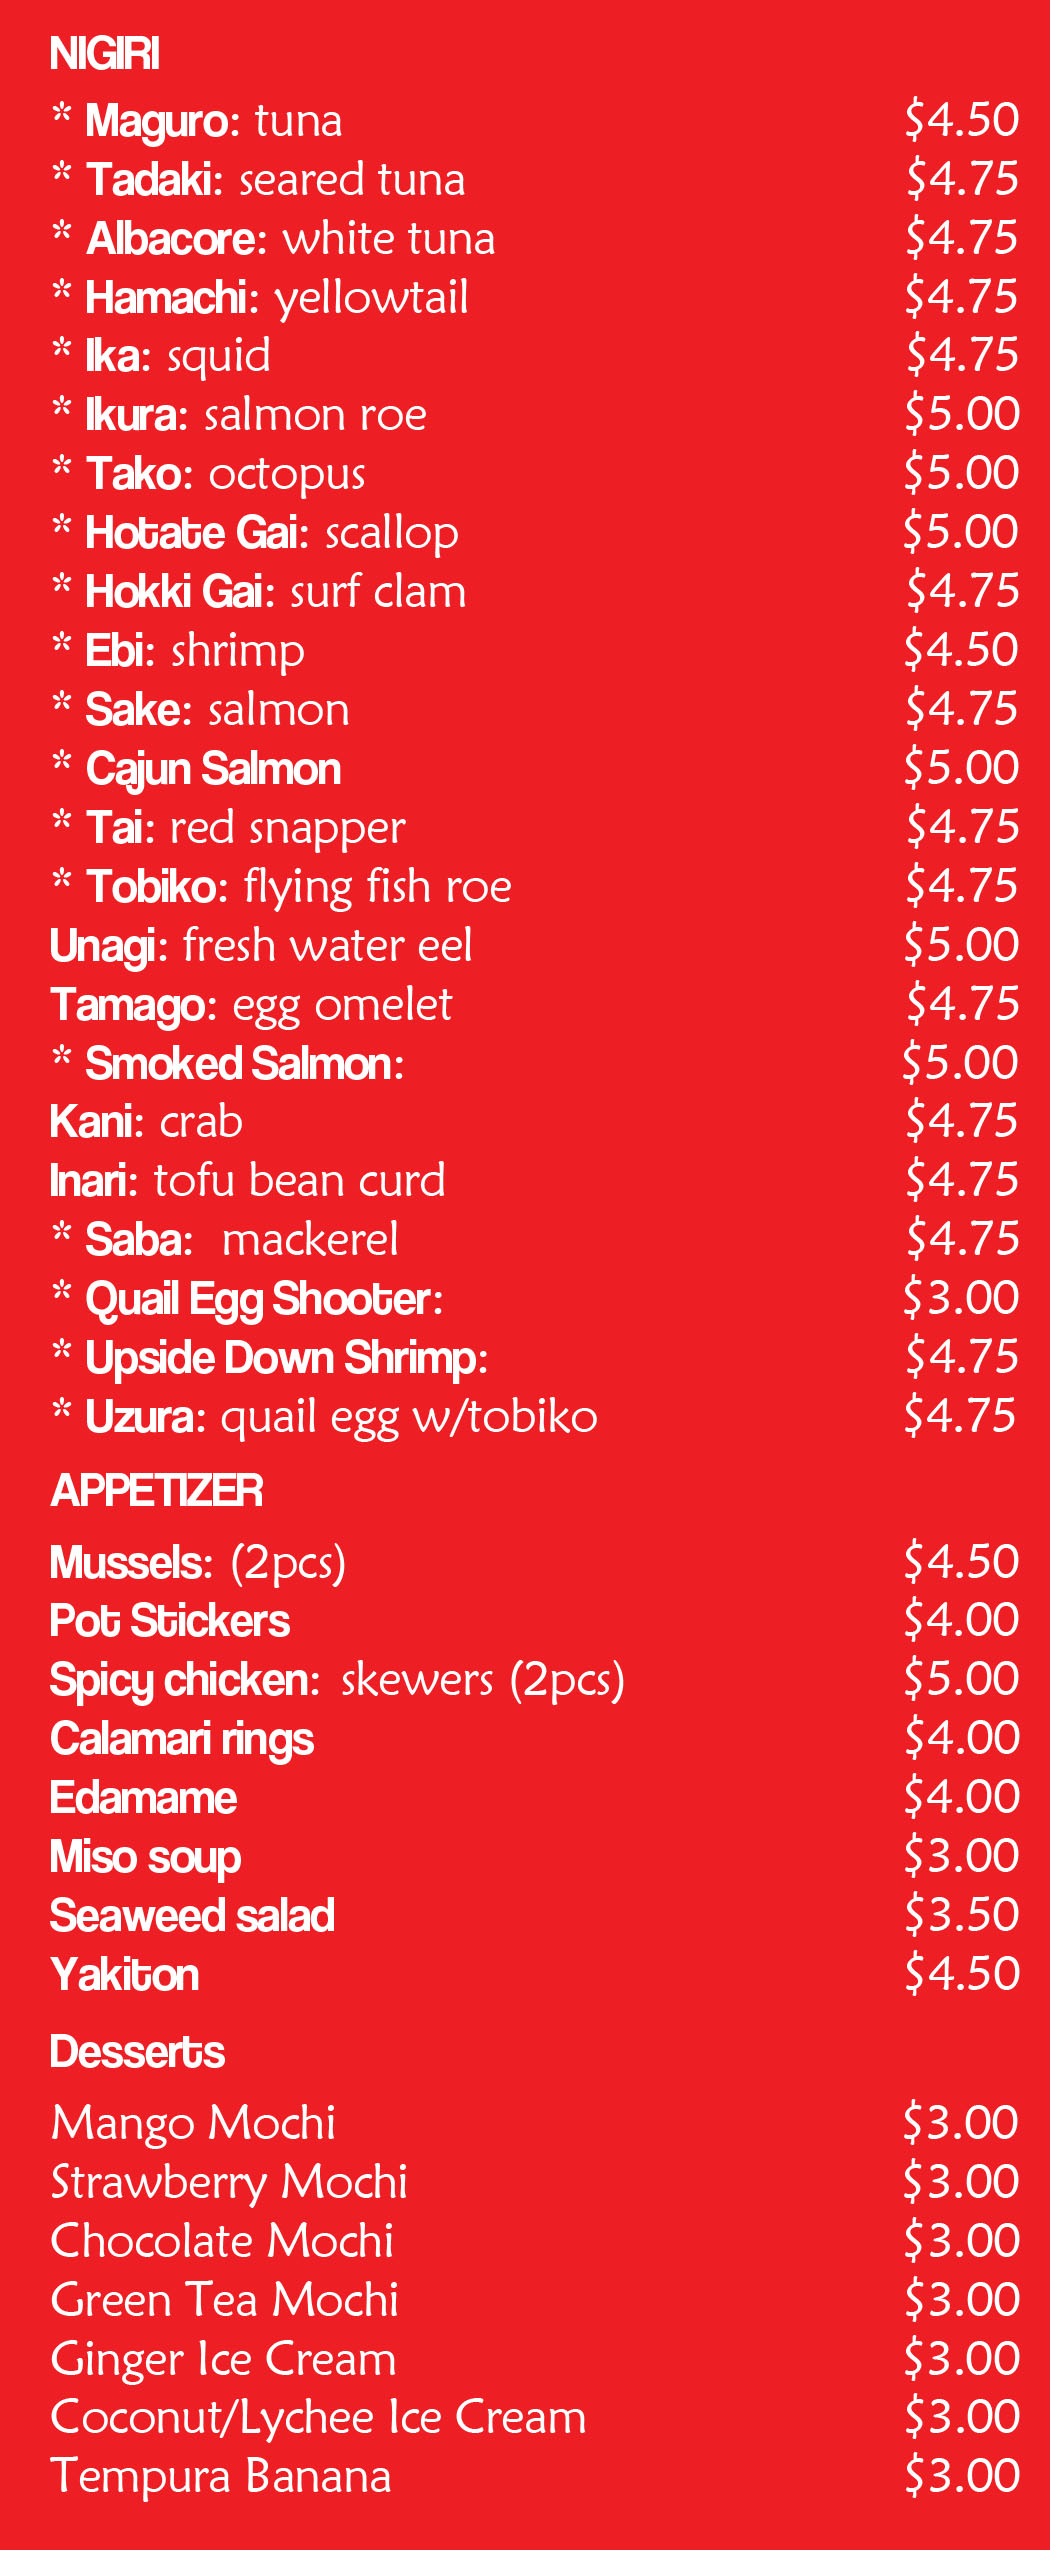 NIGIRI
* Maguro: tuna $4.50
* Tadaki: seared tuna $4.75
* Albacore: white tuna $4.75
* Hamachi: yellowtail $4.75
* Ika: squid $4.75
* Ikura: salmon roe $5.00
* Tako: octopus $5.00
* Hotate Gai: scallop $5.00
* Hokki Gai: surf clam $4.75
* Ebi: shrimp $4.50
* Sake: salmon $4.75
* Cajun Salmon $5.00
* Tai: red snapper $4.75
* Tobiko: flying fish roe $4.75
Unagi: fresh water eel $5.00
Tamago: egg omelet $4.75
* Smoked Salmon: $5.00
Kani: crab $4.75
Inari: tofu bean curd $4.75
* Saba: mackerel $4.75
* Quail Egg Shooter: $3.00
* Upside Down Shrimp: $4.75
* Uzura: quail egg w/tobiko $4.75
APPETIZER
Mussels: (2pcs) $4.50
Pot Stickers $4.00
Spicy chicken: skewers (2pcs) $5.00
Calamari rings $4.00
Edamame $4.00
Miso soup $3.00
Seaweed salad $3.50
Yakiton $4.50
Desserts
Mango Mochi $3.00
Strawberry Mochi $3.00
Chocolate Mochi $3.00
Green Tea Mochi $3.00
Ginger Ice Cream $3.00
Coconut/Lychee Ice Cream $3.00
Tempura Banana $3.00